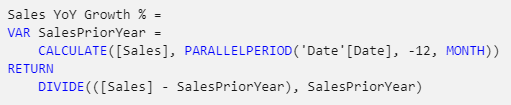 Sales YoY Growth % =
VAR SalesPriorYear =
    CALCULATE([Sales], PARALLELPERIOD('Date'[Date], -12, MONTH))
RETURN
    DIVIDE(([Sales] - SalesPriorYear), SalesPriorYear)